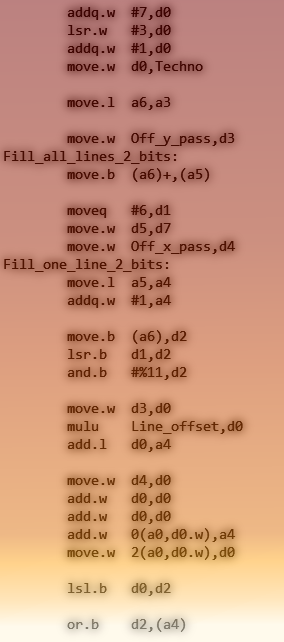 addq.w #7,d0
lsr.w #3,d0
addq.w #1,d0
move.w d0,Techno
move.l a6,a3
move.w Off_y_pass,d3
Fill_all_lines_2_bits:
move.b (a6)+,(a5)
moveq #6,d1
move.w d5,d7
move.w Off_x_pass,d4
Fill_one_line_2_bits:
move.l a5,a4
addq.w #1,a4
move.b (a6),d2
lsr.b d1,d2
and.b #%11,d2
move.w d3,d0
mulu Line_offset,d0
add.l d0,a4
move.w d4,d0
add.w d0,d0
add.w d0,d0
add.w 0(a0,d0.w),a4
move.w 2(a0,d0.w),d0
lsl.b d0,d2
or.b d2,(a4)